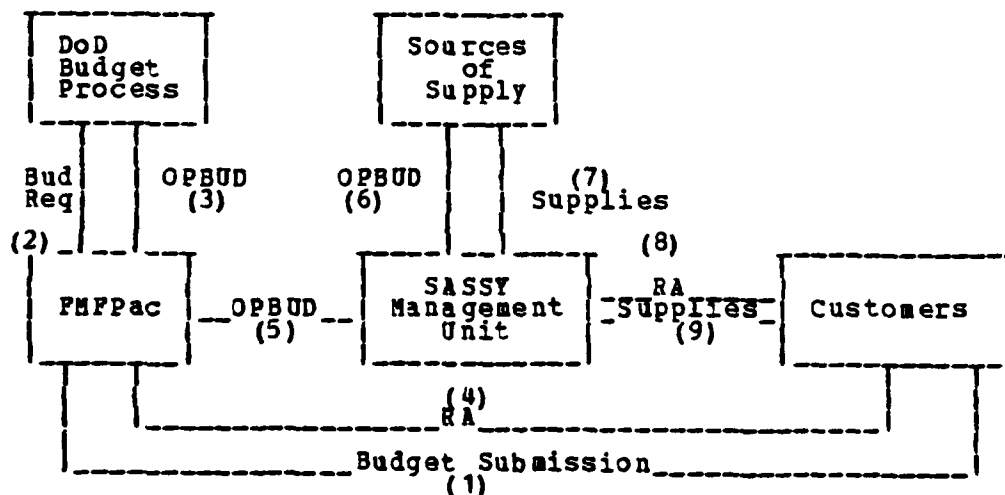 DoD
Budget
Process
Sources
of
Supply
Bud
Req
(2)
OPBUD
(3)
OPBUD
(6)
(7)
Supplies
FMFPac
OPBUD
(5)
SASSY
Management
Unit
(8)
RA
Supplies
(9)
Customers
(4)
RA
Budget Submission
(1)